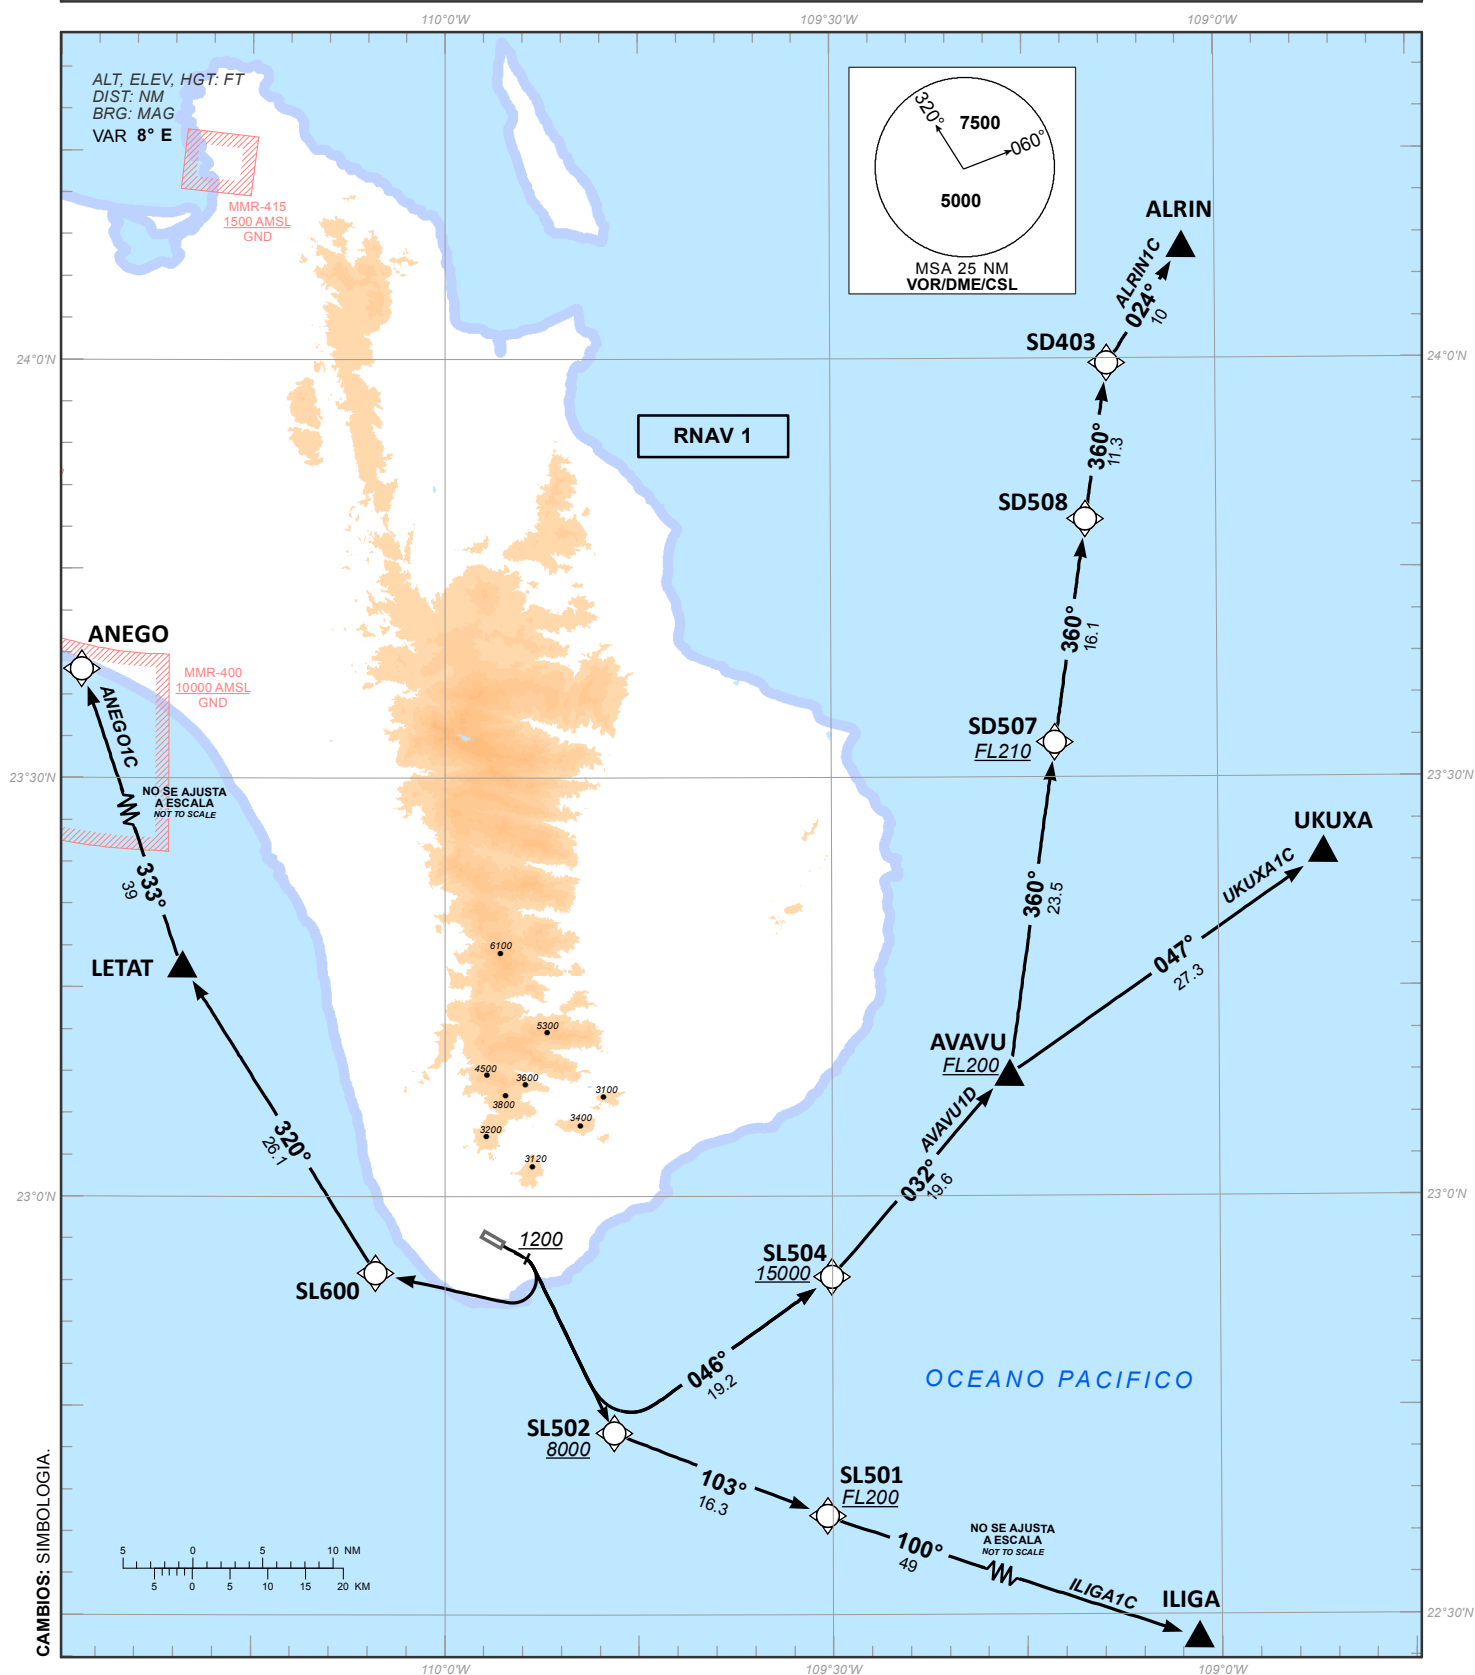 110°0'W
109°30'W
109°0'W
ALT, ELEV, HGT: FT
DIST: NM
BRG: MAG
VAR 8° E
MMR-415
1500 AMSL
GND
320°
7500
060°
5000
MSA 25 NM
VOR/DME/CSL
ALRIN
ALRIN1C
024°
10
SD403
24°0'N
24°0'N
RNAV 1
360°
11.3
SD508
360°
16.1
ANEGO
MMR-400
10000 AMSL
GND
ANEGO1C
SD507
FL210
23°30'N
23°30'N
NO SE AJUSTA
A ESCALA
NOT TO SCALE
UKUXA
UKUXA1C
333°
39
360°
23.5
047°
27.3
LETAT
6100
5300
AVAVU
FL200
4500
3600
3800
3100
3400
3200
3120
AVAVU1D
032°
19.6
320°
26.1
23°0'N
23°0'N
1200
SL504
15000
SL600
046°
19.2
OCEANO PACIFICO
SL502
8000
103°
16.3
SL501
FL200
NO SE AJUSTA
A ESCALA
NOT TO SCALE
100°
49
ILIGA1C
ILIGA
5 0 5 10 NM
5 0 5 10 15 20 KM
22°30'N
CAMBIOS: SIMBOLOGIA.
110°0'W
109°30'W
109°0'W